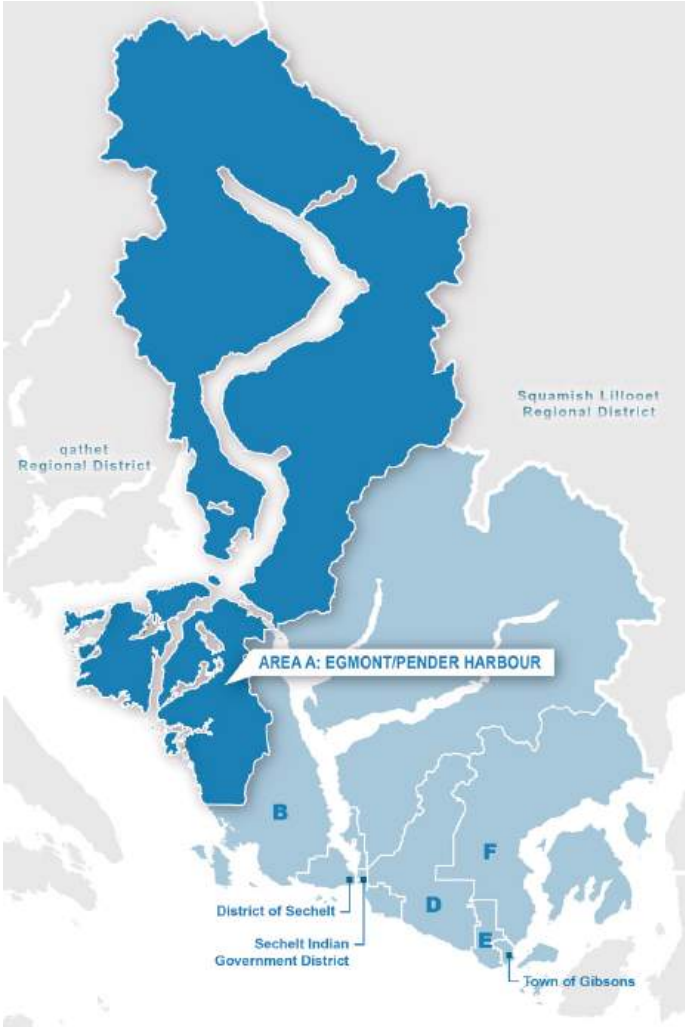 Squamish Lillooet
Regional District
qathet
Regional District
AREA A: EGMONT/PENDER HARBOUR
B
F
D
District of Sechelt
E
Sechelt Indian
Government District
Town of Gibsons